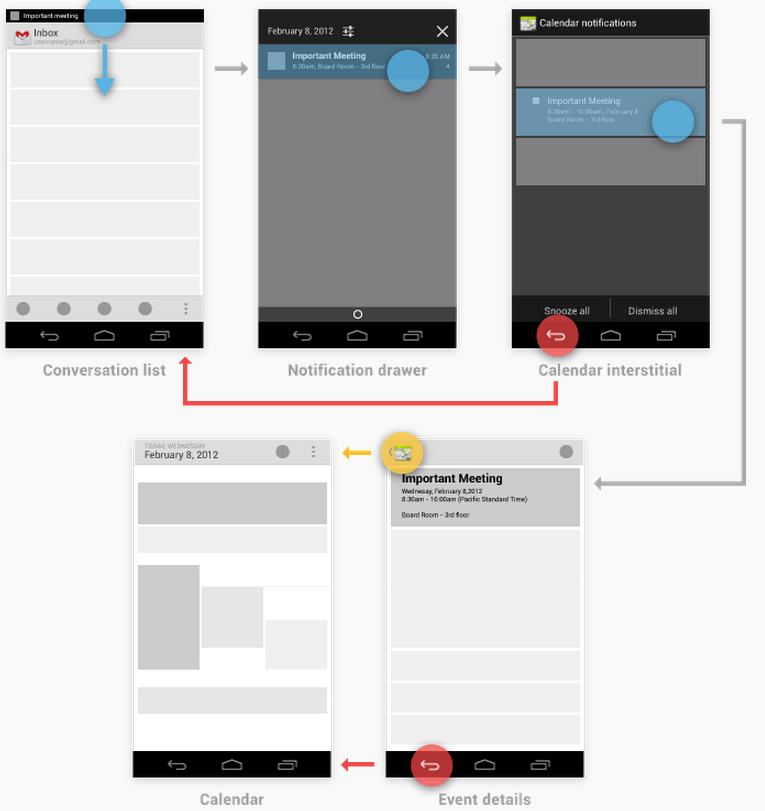 Important meeting
Inbox
username@gmail.com
February 8, 2012
Important Meeting
8:20 AM
8:30am, Board Room - 3rd floor
4
Calendar notifications
Important Meeting
8:30am - 10:00am, February 8
Board Room - 3rd floor
Snooze all
Dismiss all
Conversation list
Notification drawer
Calendar interstitial
TODAY, WEDNESDAY
February 8, 2012
Important Meeting
Wednesay, February 8,2012
8:30am - 10:00am (Pacific Standard Time)
Board Room - 3rd floor
Calendar
Event details